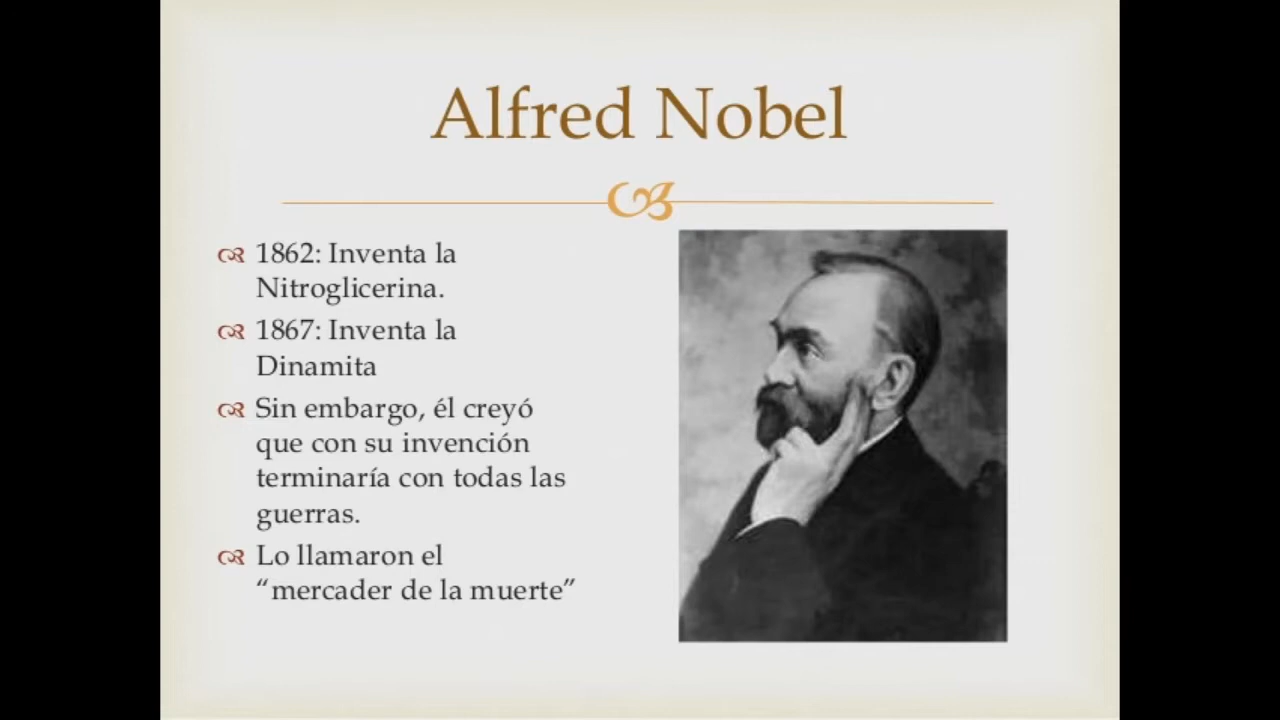 Alfred Nobel
1862: Inventa la
Nitroglicerina.
1867: Inventa la
Dinamita
Sin embargo, él creyó
que con su invención
terminaría con todas las
guerras.
Lo llamaron el
“mercader de la muerte”